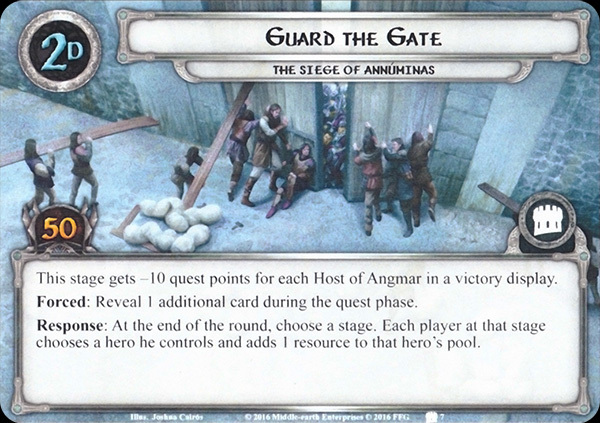 2D
GUARD THE GATE
THE SIEGE OF ANNÚMINAS
50
This stage gets –10 quest points for each Host of Angmar in a victory display.
Forced: Reveal 1 additional card during the quest phase.
Response: At the end of the round, choose a stage. Each player at that stage
chooses a hero he controls and adds 1 resource to that hero's pool.
Illus. Joshua Cairós © 2016 Middle-earth Enterprises © 2016 FFG 7